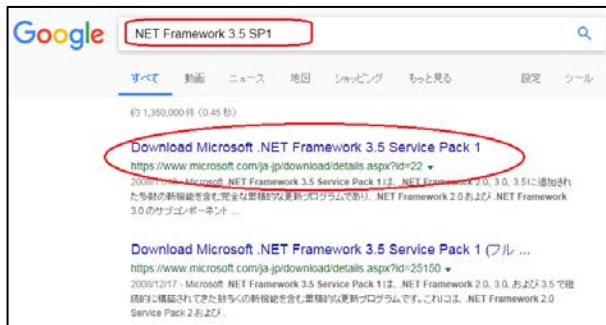 Google
NET Framework 3.5 SP1
すべて 動画 ニュース 地図 ショッピング もっと見る 設定 ツール
約 1,350,000 件 (0.45 秒)
Download Microsoft .NET Framework 3.5 Service Pack 1
https://www.microsoft.com/ja-jp/download/details.aspx?id=22
2008/11/18 - Microsoft .NET Framework 3.5 Service Pack 1は、.NET Framework 2.0、3.0、3.5に追加され
た多数の新機能を含む完全な累積的な更新プログラムであり、.NET Framework 2.0 および .NET Framework
3.0 のサブコンポーネント ...
Download Microsoft .NET Framework 3.5 Service Pack 1 (フル ...
https://www.microsoft.com/ja-jp/download/details.aspx?id=25150
2008/12/17 - Microsoft .NET Framework 3.5 Service Pack 1は、.NET Framework 2.0、3.0、および 3.5 で継
続的に構築されてきた数多くの新機能を含む累積的な更新プログラムです。これには、.NET Framework 2.0
Service Pack 2 および .